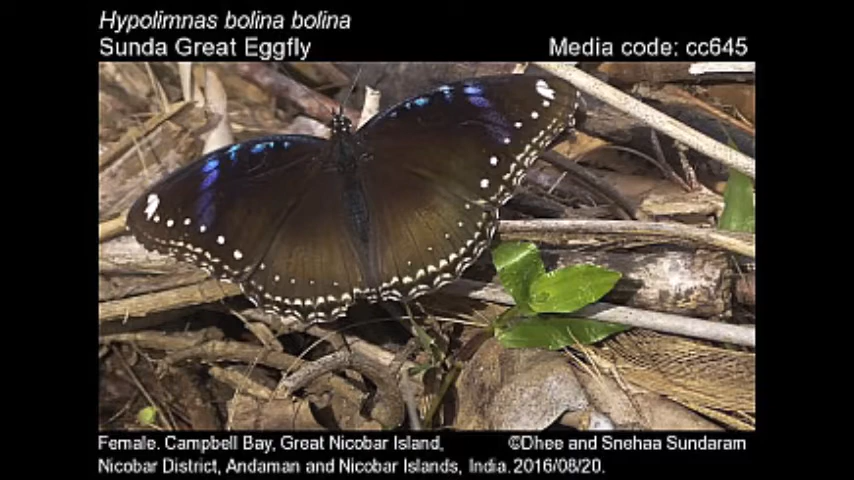 Hypolimnas bolina bolina
Sunda Great Eggfly
Media code: cc645
Female. Campbell Bay, Great Nicobar Island,
©Dhee and Snehaa Sundaram
Nicobar District, Andaman and Nicobar Islands, India. 2016/08/20.